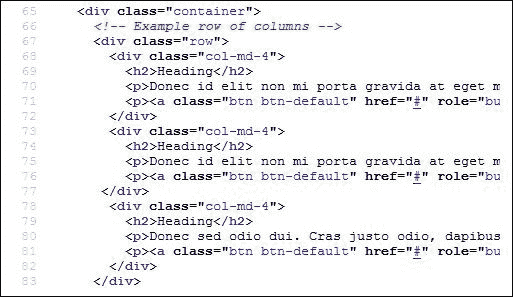 65 <div class="container">
66 <!-- Example row of columns -->
67 <div class="row">
68 <div class="col-md-4">
69 <h2>Heading</h2>
70 <p>Donec id elit non mi porta gravida at eget m
71 <p><a class="btn btn-default" href="#" role="bu
72 </div>
73 <div class="col-md-4">
74 <h2>Heading</h2>
75 <p>Donec id elit non mi porta gravida at eget m
76 <p><a class="btn btn-default" href="#" role="bu
77 </div>
78 <div class="col-md-4">
79 <h2>Heading</h2>
80 <p>Donec sed odio dui. Cras justo odio, dapibus
81 <p><a class="btn btn-default" href="#" role="bu
82 </div>
83 </div>